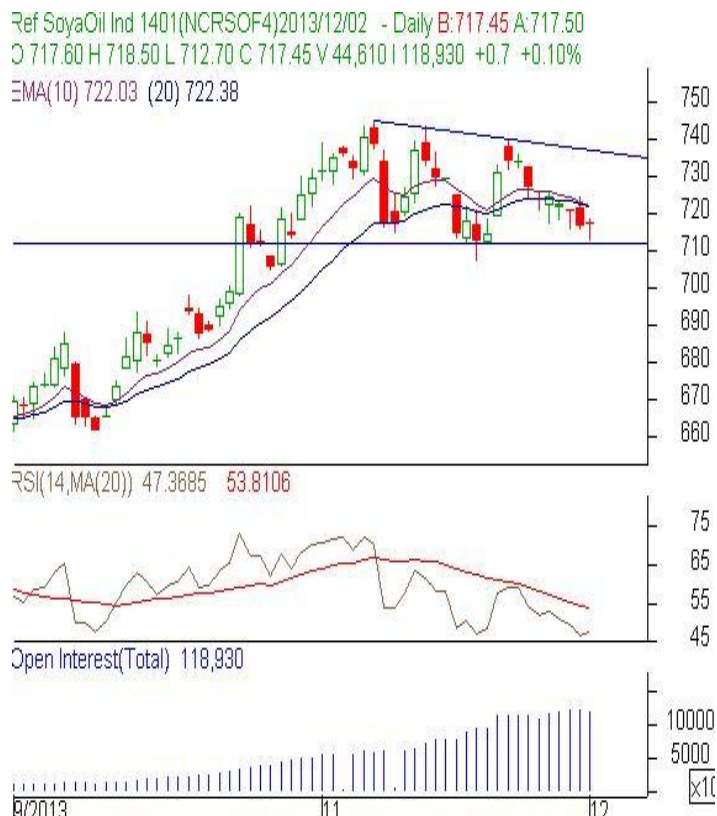 Ref SoyaOil Ind 1401(NCRSOF4)2013/12/02 - Daily B:717.45 A:717.50
O 717.60 H 718.50 L 712.70 C 717.45 V 44,610 I 118,930 +0.7 +0.10%
EMA(10) 722.03 (20) 722.38
750
740
730
720
710
700
690
680
670
660
RSI(14,MA(20)) 47.3685 53.8106
75
65
55
45
Open Interest(Total) 118,930
10000
5000
x10
9/2013 11 12